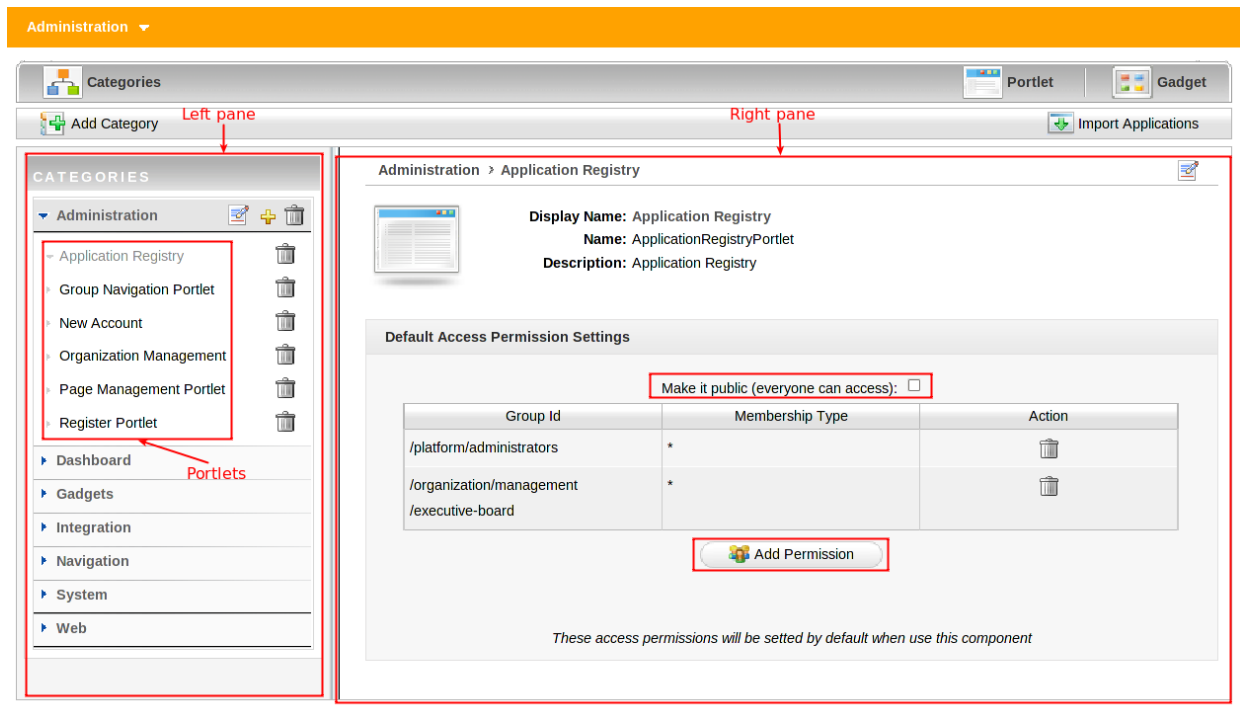 Administration
Categories
Portlet
Gadget
Add Category
Left pane
Right pane
Import Applications
CATEGORIES
Administration
Application Registry
Group Navigation Portlet
New Account
Organization Management
Page Management Portlet
Register Portlet
Portlets
Dashboard
Gadgets
Integration
Navigation
System
Web
Administration > Application Registry
Display Name: Application Registry
Name: ApplicationRegistryPortlet
Description: Application Registry
Default Access Permission Settings
Make it public (everyone can access):
Group Id Membership Type Action
/platform/administrators *
/organization/management *
/executive-board
Add Permission
These access permissions will be setted by default when use this component